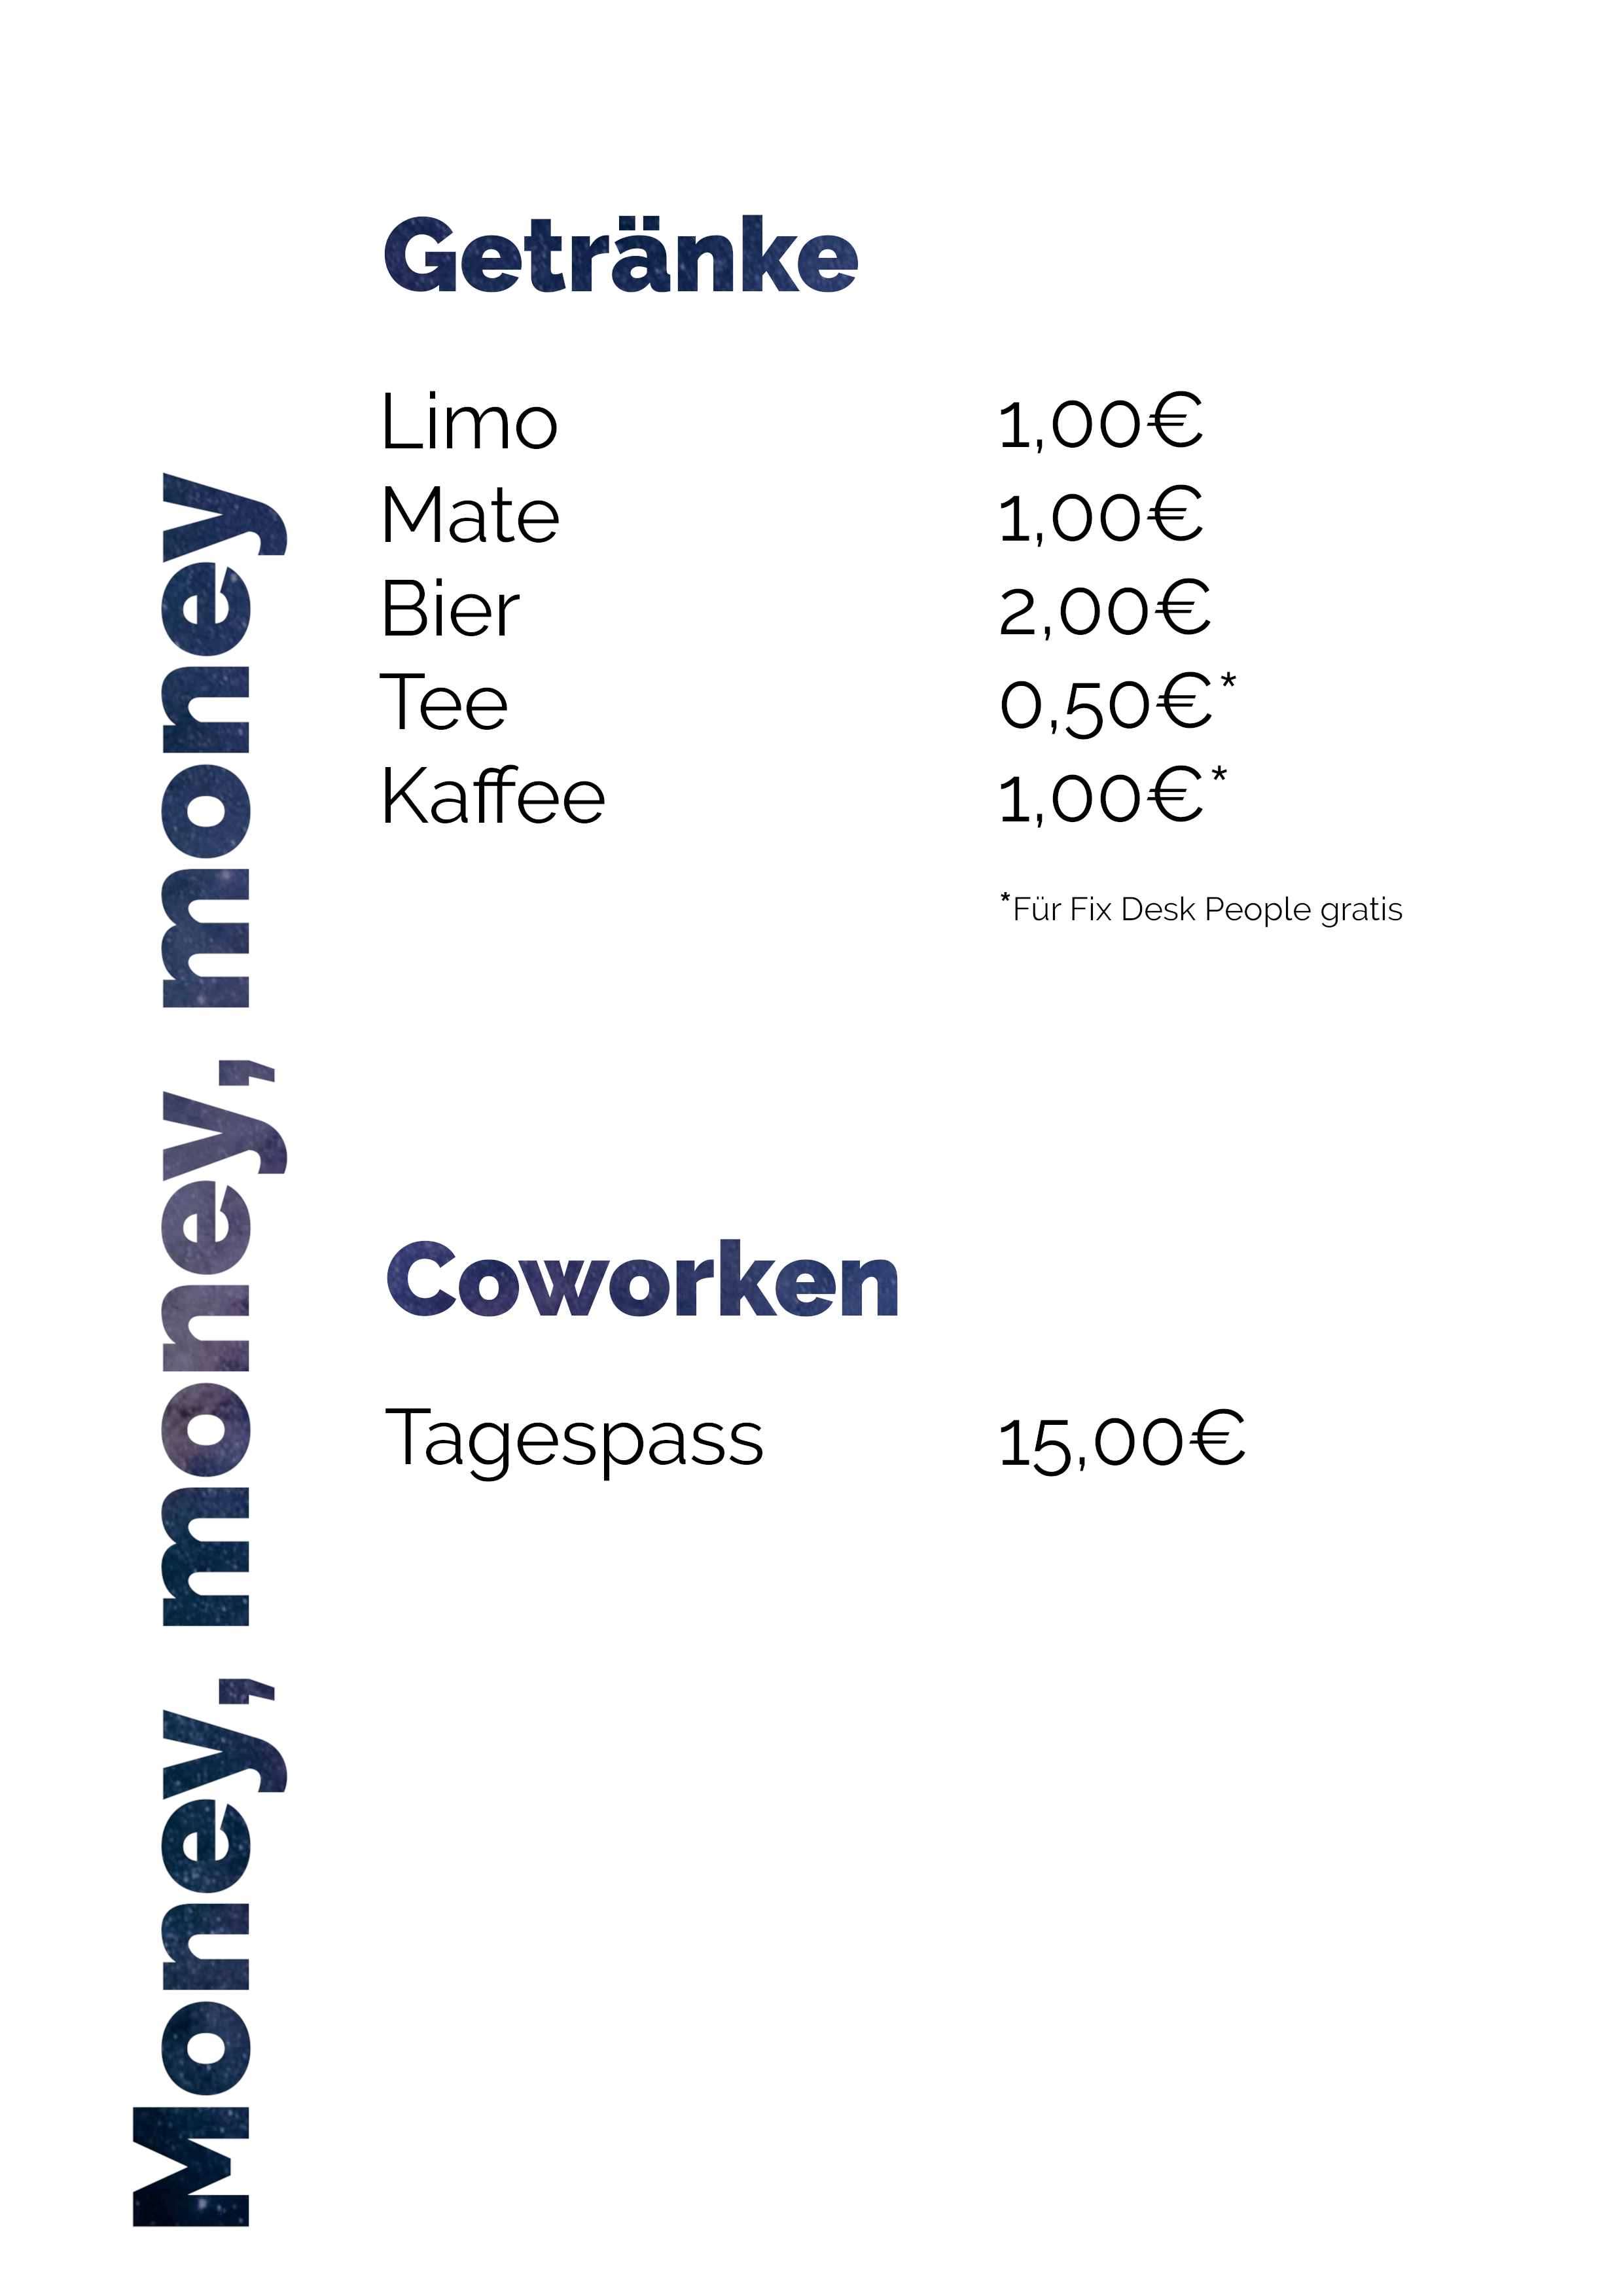 Money, money, money
Getränke
Limo 1,00€
Mate 1,00€
Bier 2,00€
Tee 0,50€*
Kaffee 1,00€*
*Für Fix Desk People gratis
Coworken
Tagespass 15,00€